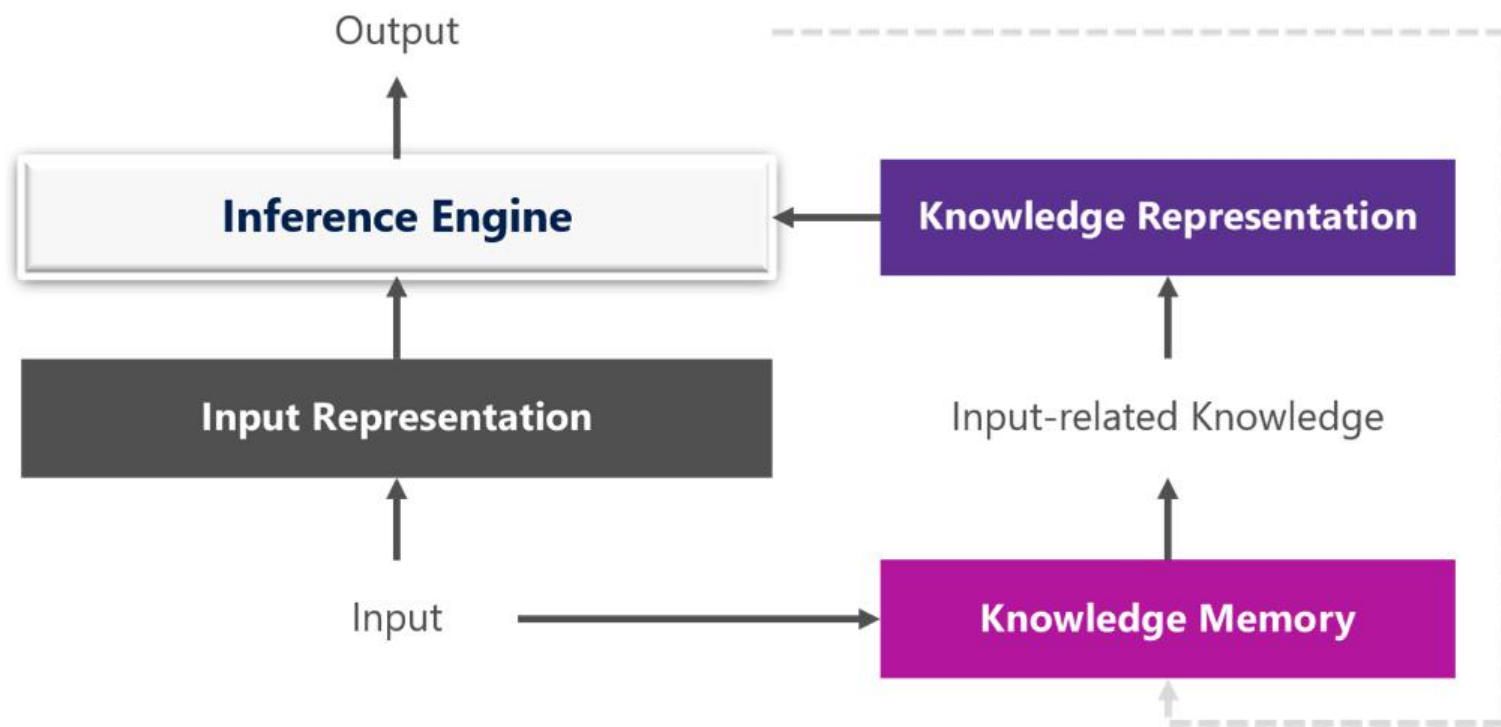 Output
Inference Engine
Knowledge Representation
Input Representation
Input-related Knowledge
Input
Knowledge Memory